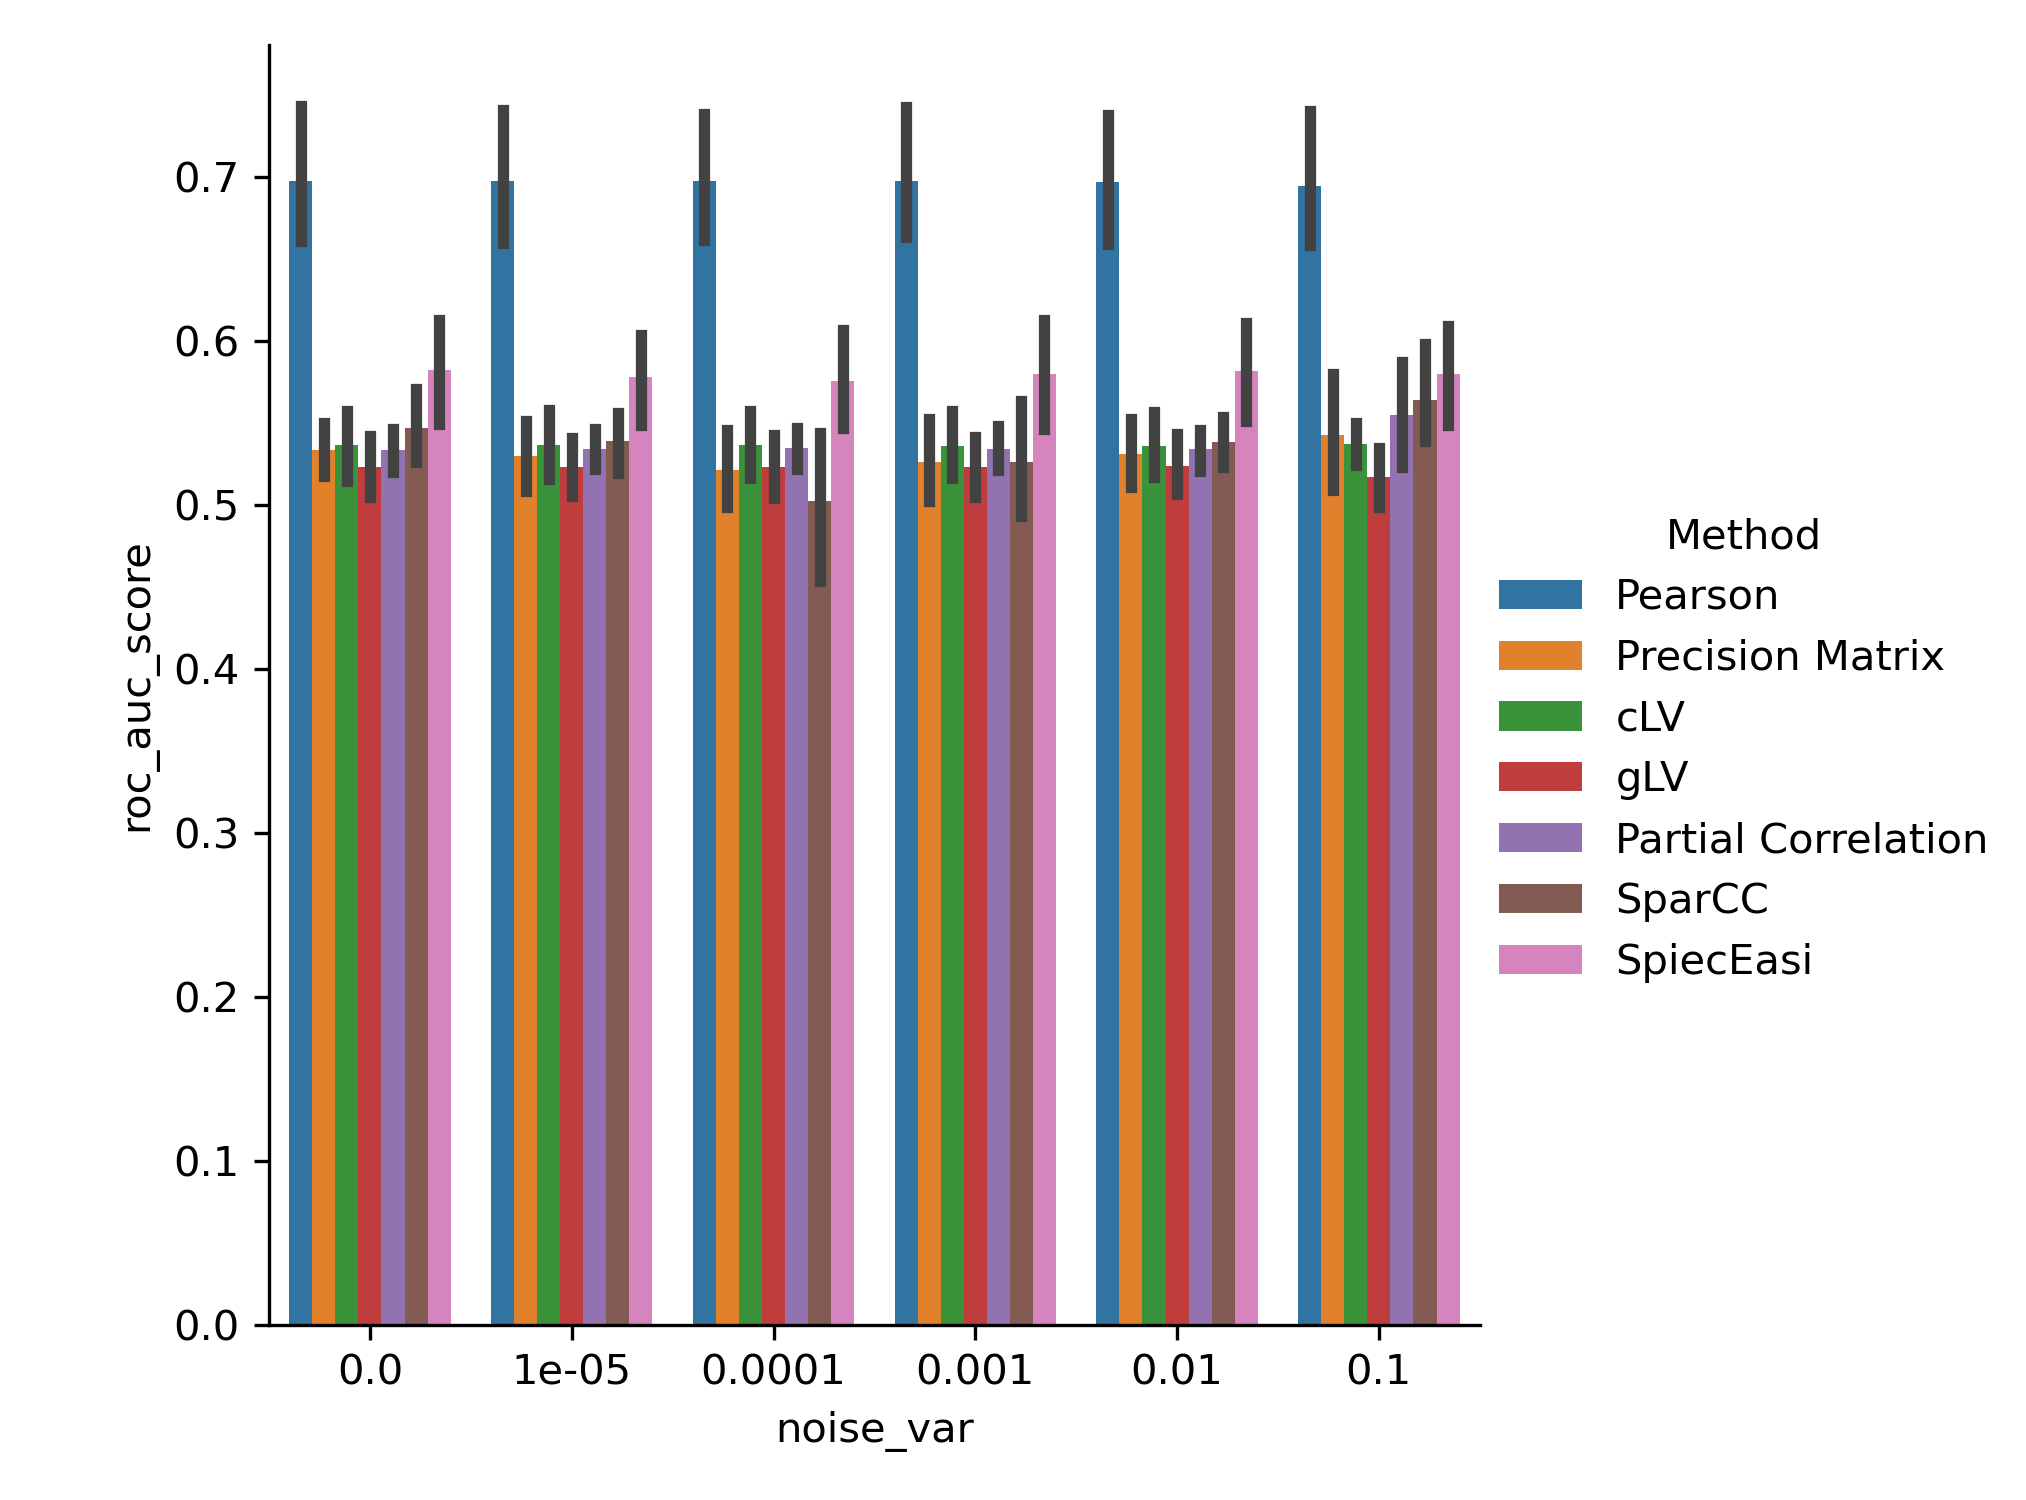 roc_auc_score
0.7
0.6
0.5
0.4
0.3
0.2
0.1
0.0
0.0 1e-05 0.0001 0.001 0.01 0.1
noise_var
Method
Pearson
Precision Matrix
cLV
gLV
Partial Correlation
SparCC
SpiecEasi